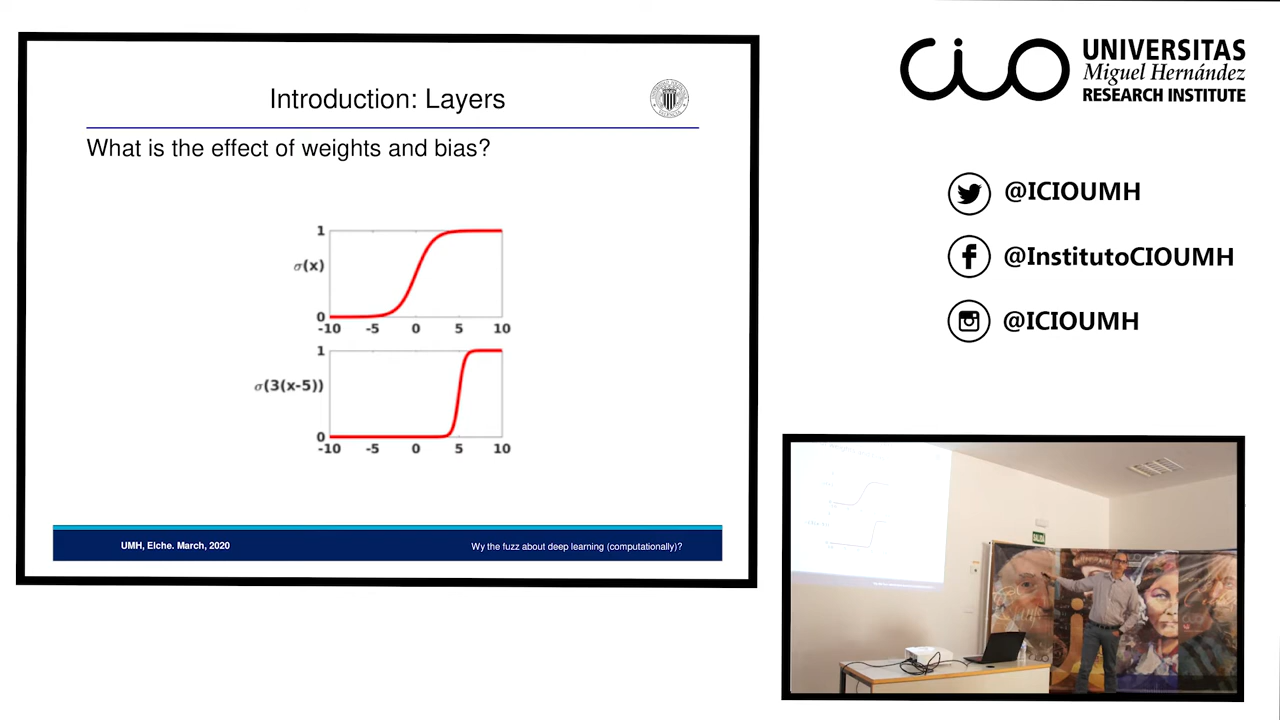 Introduction: Layers
What is the effect of weights and bias?
1
σ(x)
0
-10 -5 0 5 10
1
σ(3(x-5))
0
-10 -5 0 5 10
UMH, Elche. March, 2020
Wy the fuzz about deep learning (computationally)?
cio
UNIVERSITAS
Miguel Hernández
RESEARCH INSTITUTE
@ICIOUMH
@InstitutoCIOUMH
@ICIOUMH
SALIDA